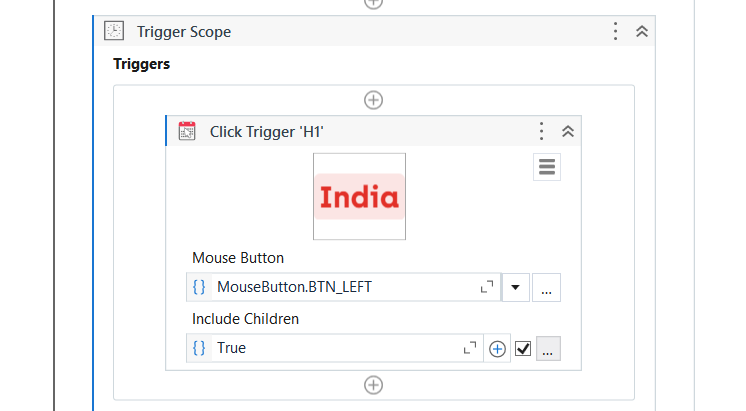 Trigger Scope
Triggers
Click Trigger 'H1'
India
Mouse Button
{} MouseButton.BTN_LEFT ...
Include Children
{} True ...